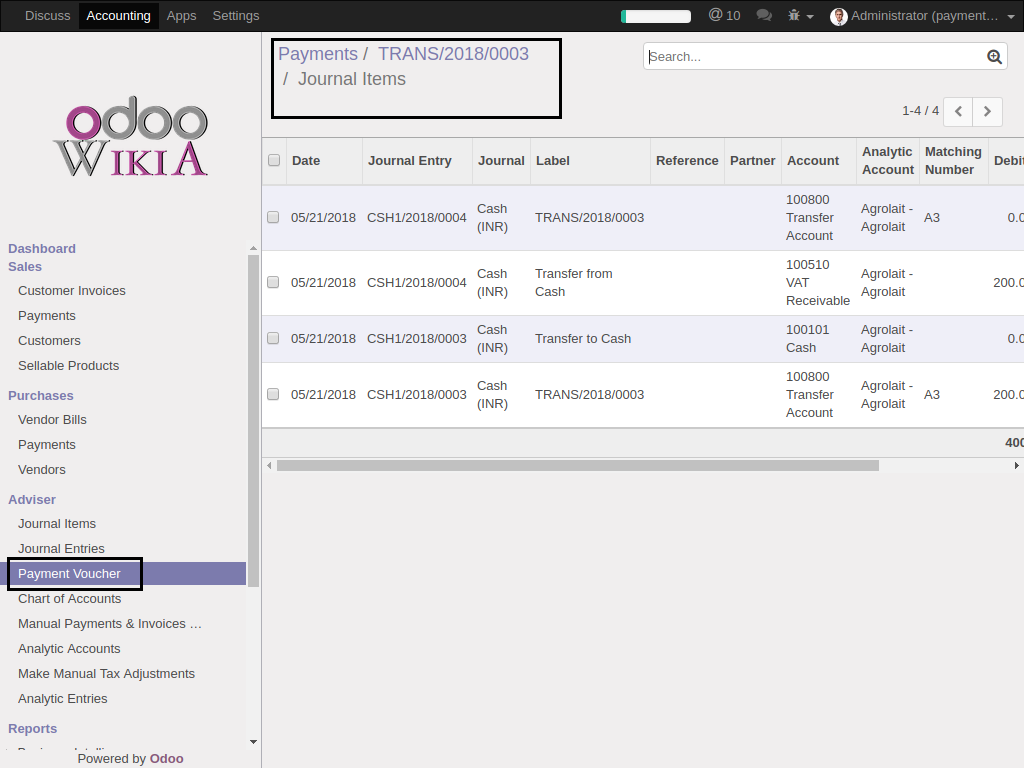 Discuss Accounting Apps Settings @ 10 Administrator (payment...
Payments / TRANS/2018/0003
/ Journal Items
Search...
1-4 / 4
odoo
WIKIA
Dashboard
Sales
Customer Invoices
Payments
Customers
Sellable Products
Purchases
Vendor Bills
Payments
Vendors
Adviser
Journal Items
Journal Entries
Payment Voucher
Chart of Accounts
Manual Payments & Invoices ...
Analytic Accounts
Make Manual Tax Adjustments
Analytic Entries
Reports
Powered by Odoo
Date Journal Entry Journal Label Reference Partner Account Analytic Account Matching Number Debit
05/21/2018 CSH1/2018/0004 Cash (INR) TRANS/2018/0003 100800 Transfer Account Agrolait - Agrolait A3 0.0
05/21/2018 CSH1/2018/0004 Cash (INR) Transfer from Cash 100510 VAT Receivable Agrolait - Agrolait 200.0
05/21/2018 CSH1/2018/0003 Cash (INR) Transfer to Cash 100101 Cash Agrolait - Agrolait 0.0
05/21/2018 CSH1/2018/0003 Cash (INR) TRANS/2018/0003 100800 Transfer Account Agrolait - Agrolait A3 200.0
400